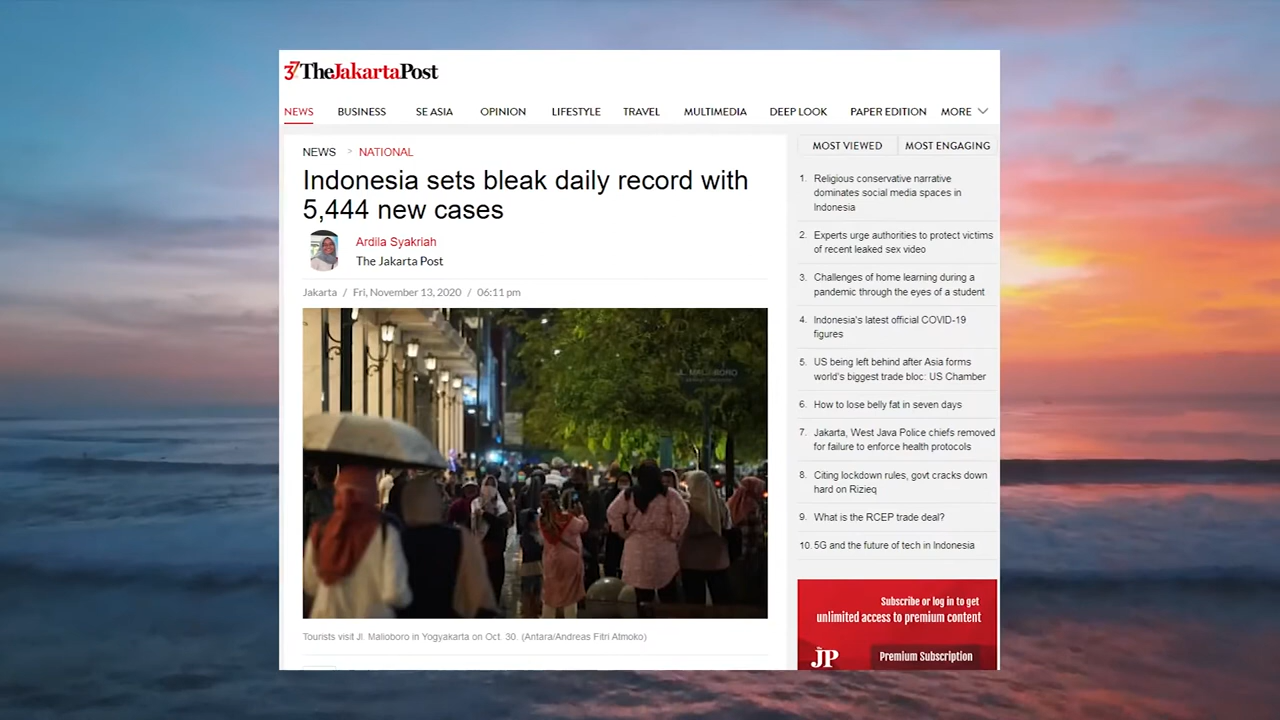 37 TheJakartaPost
NEWS BUSINESS SE ASIA OPINION LIFESTYLE TRAVEL MULTIMEDIA DEEP LOOK PAPER EDITION MORE
NEWS > NATIONAL
Indonesia sets bleak daily record with
5,444 new cases
Ardila Syakriah
The Jakarta Post
Jakarta / Fri, November 13, 2020 / 06:11 pm
JL. MALIOBORO
Tourists visit Jl. Malioboro in Yogyakarta on Oct. 30. (Antara/Andreas Fitri Atmoko)
MOST VIEWED MOST ENGAGING
1. Religious conservative narrative
dominates social media spaces in
Indonesia
2. Experts urge authorities to protect victims
of recent leaked sex video
3. Challenges of home learning during a
pandemic through the eyes of a student
4. Indonesia's latest official COVID-19
figures
5. US being left behind after Asia forms
world's biggest trade bloc: US Chamber
6. How to lose belly fat in seven days
7. Jakarta, West Java Police chiefs removed
for failure to enforce health protocols
8. Citing lockdown rules, govt cracks down
hard on Rizieq
9. What is the RCEP trade deal?
10. 5G and the future of tech in Indonesia
Subscribe or log in to get
unlimited access to premium content
JP Premium Subscription